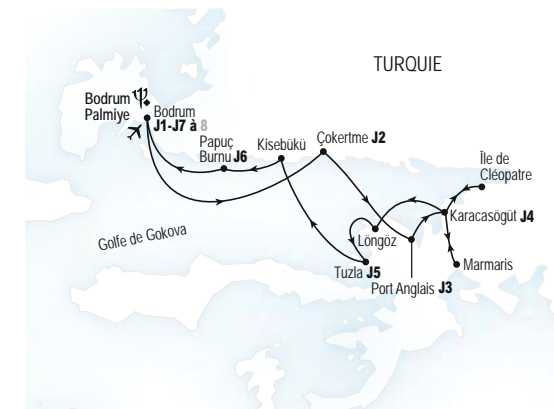 TURQUIE
Bodrum
Palmiye
Bodrum
J1-J7 à 8
Papuç
Burnu J6
Kisebükü
Çokertme J2
Île de
Cléopatre
Karacasögüt J4
Golfe de Gokova
Löngöz
Tuzla J5
Marmaris
Port Anglais J3